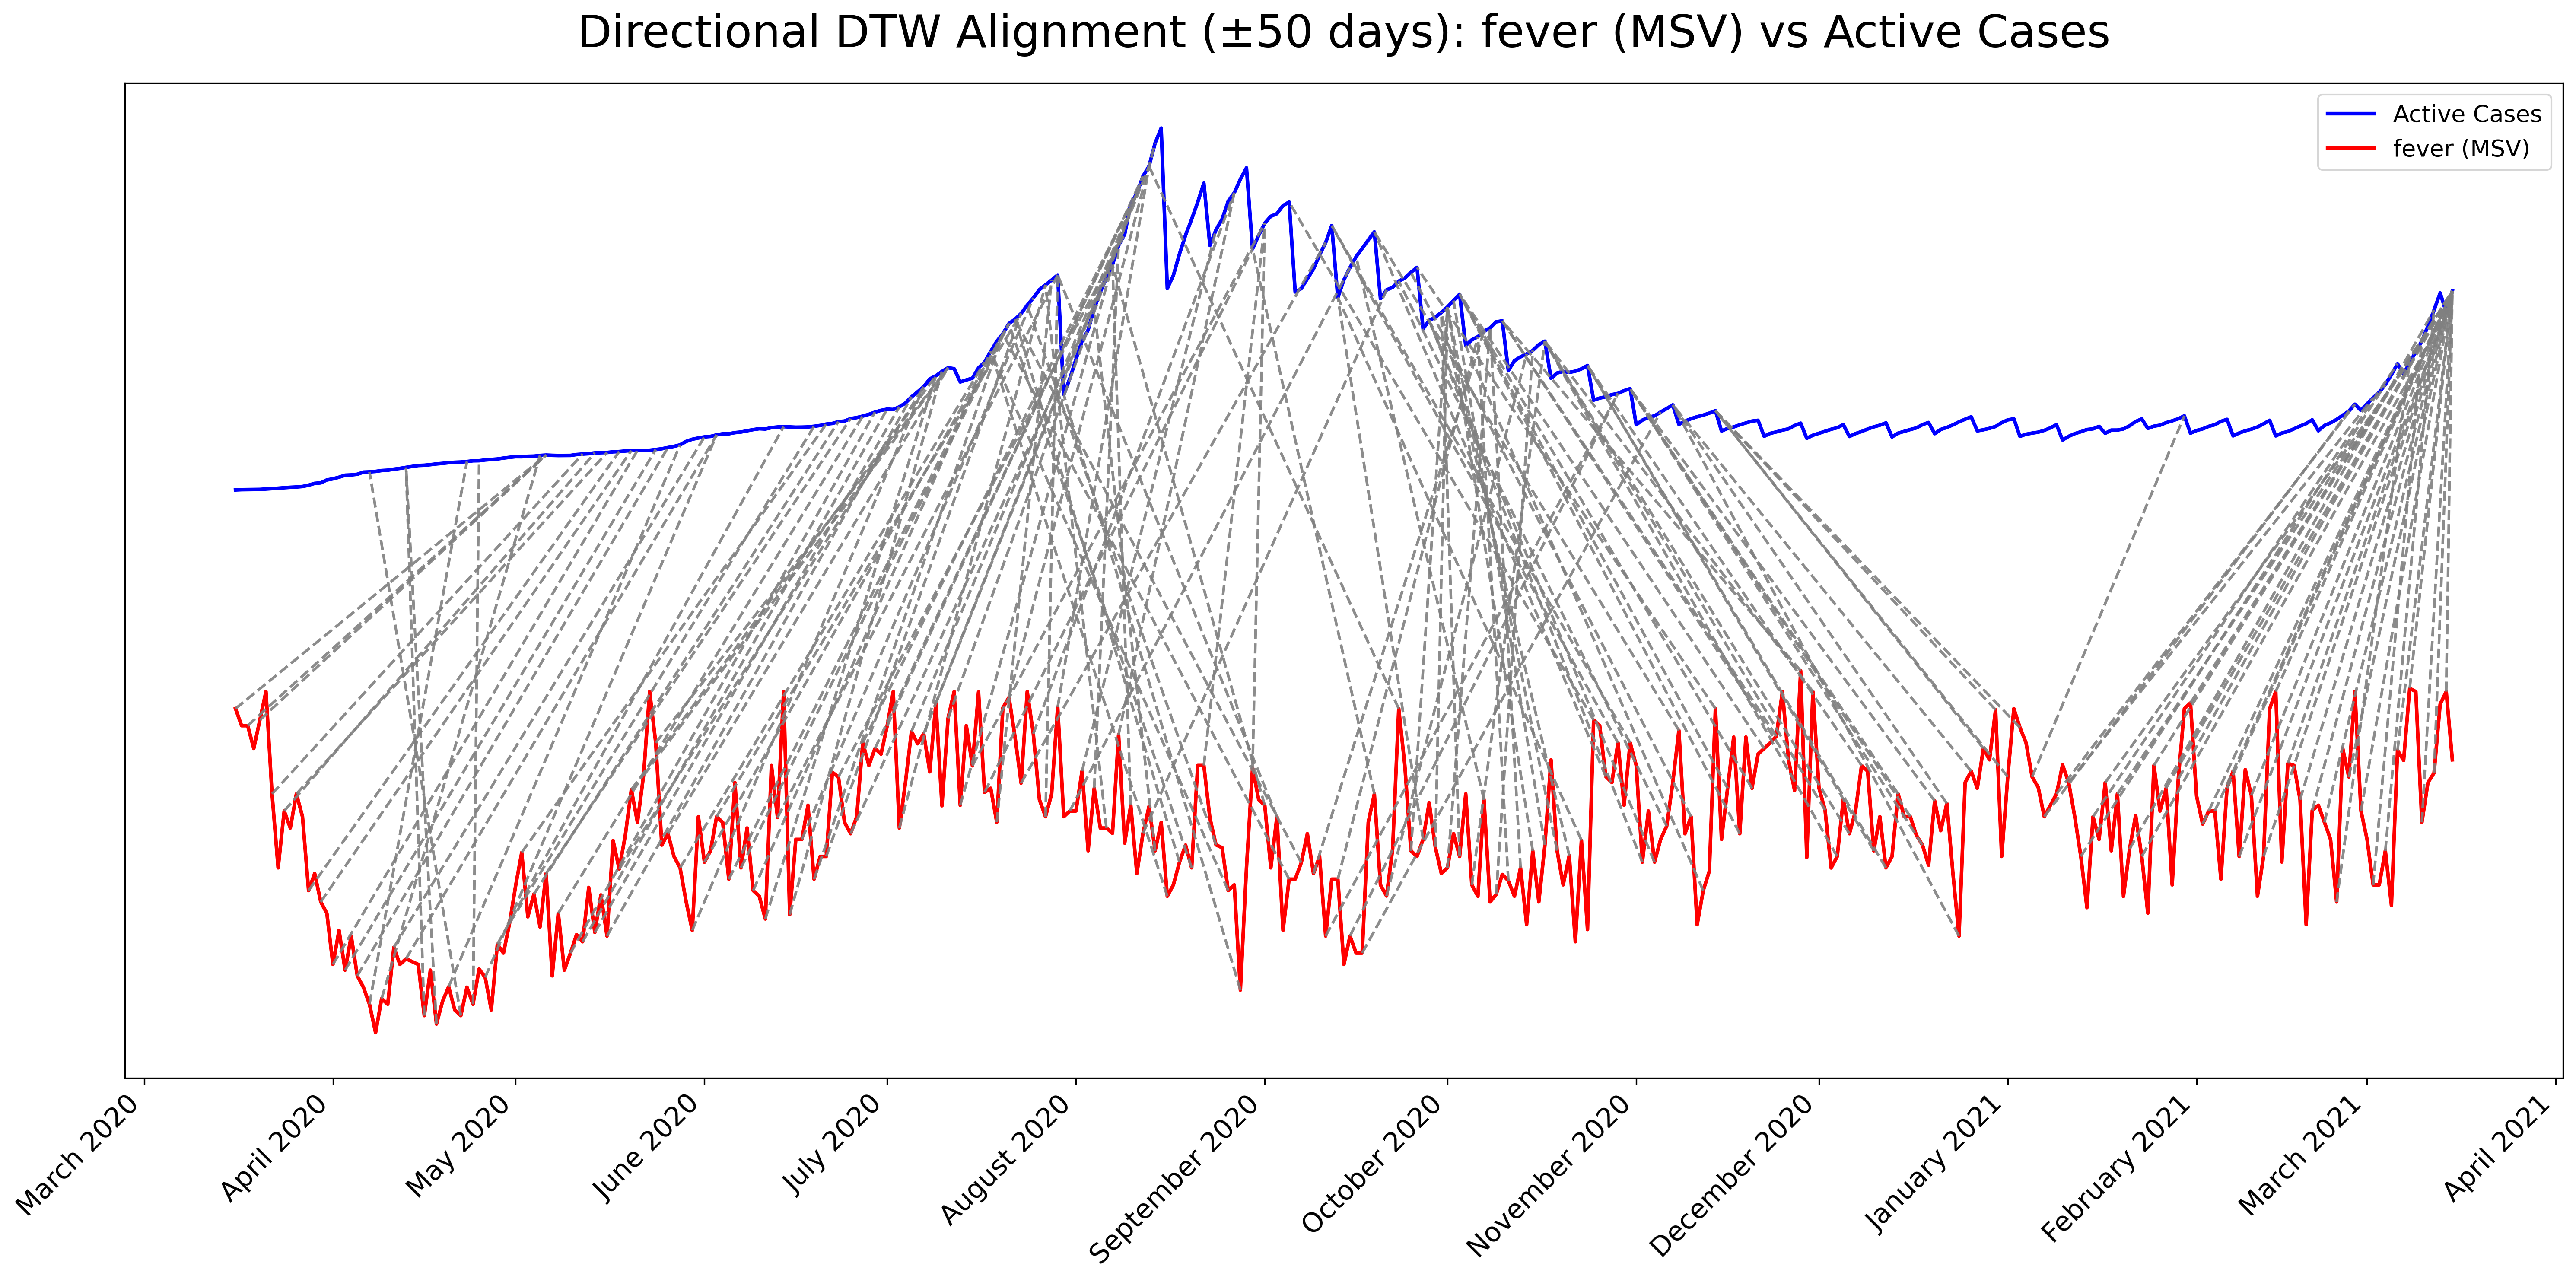 Directional DTW Alignment (±50 days): fever (MSV) vs Active Cases
Active Cases
fever (MSV)
March 2020
April 2020
May 2020
June 2020
July 2020
August 2020
September 2020
October 2020
November 2020
December 2020
January 2021
February 2021
March 2021
April 2021